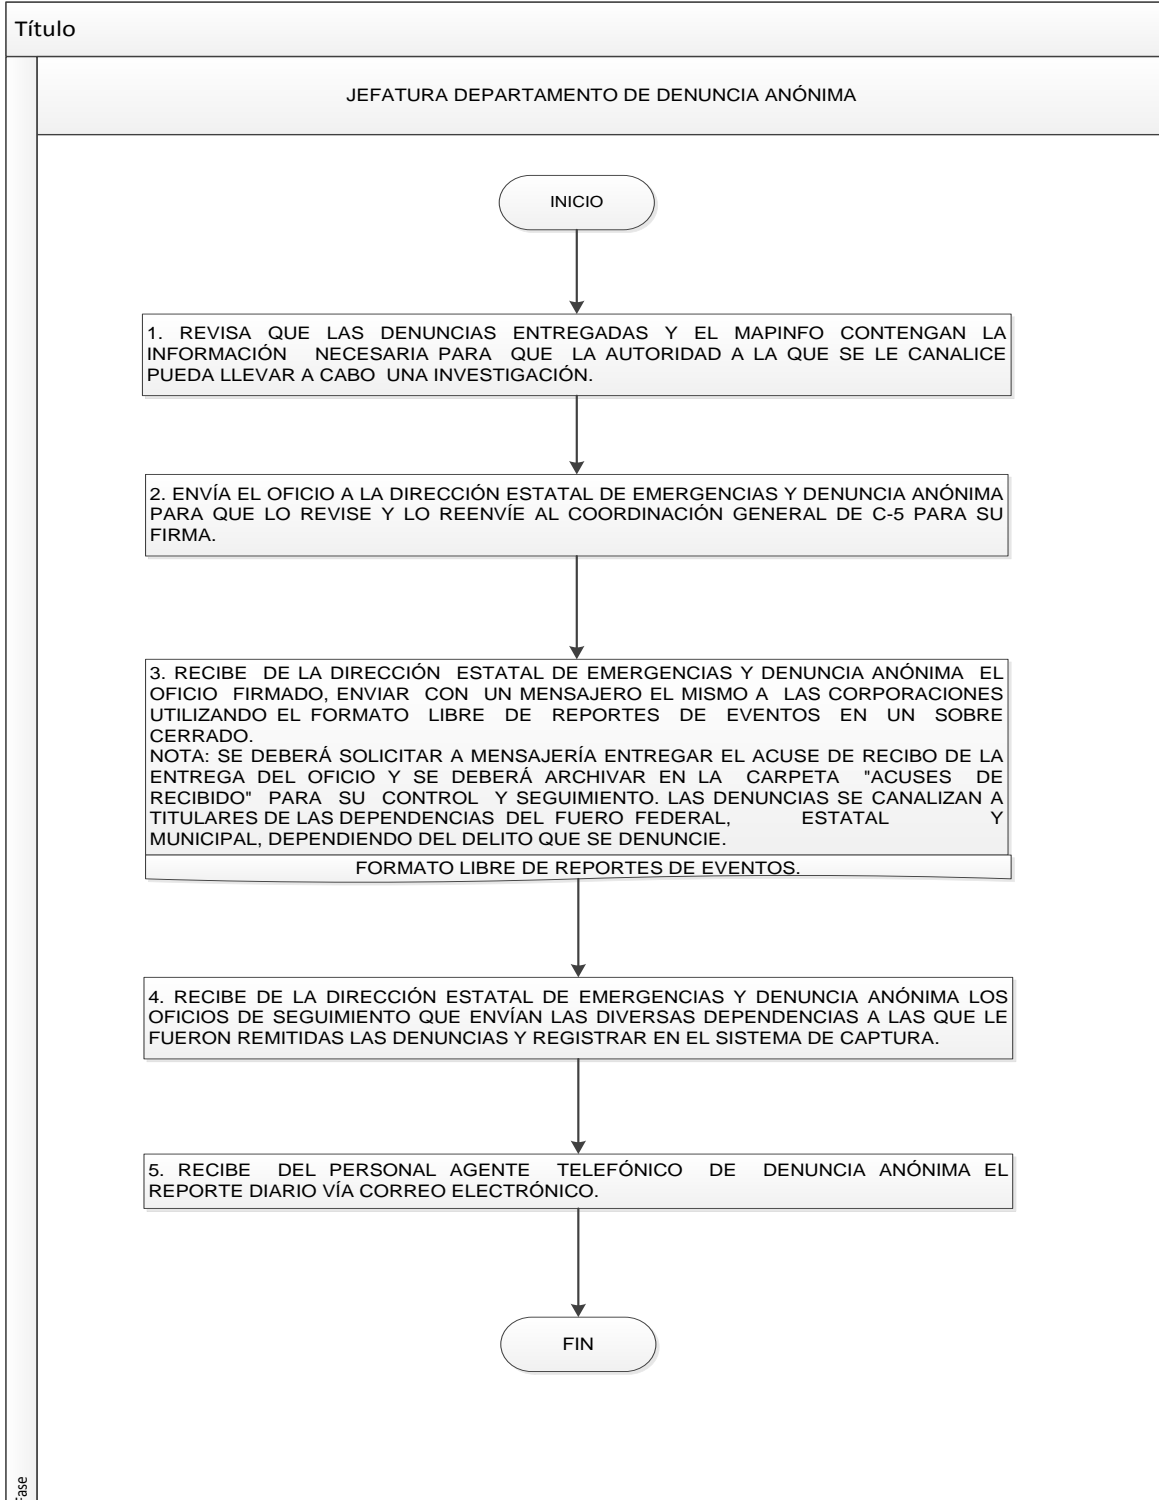 Título
JEFATURA DEPARTAMENTO DE DENUNCIA ANÓNIMA
INICIO
1. REVISA QUE LAS DENUNCIAS ENTREGADAS Y EL MAPINFO CONTENGAN LA
INFORMACIÓN NECESARIA PARA QUE LA AUTORIDAD A LA QUE SE LE CANALICE
PUEDA LLEVAR A CABO UNA INVESTIGACIÓN.
2. ENVÍA EL OFICIO A LA DIRECCIÓN ESTATAL DE EMERGENCIAS Y DENUNCIA ANÓNIMA
PARA QUE LO REVISE Y LO REENVÍE AL COORDINACIÓN GENERAL DE C-5 PARA SU
FIRMA.
3. RECIBE DE LA DIRECCIÓN ESTATAL DE EMERGENCIAS Y DENUNCIA ANÓNIMA EL
OFICIO FIRMADO, ENVIAR CON UN MENSAJERO EL MISMO A LAS CORPORACIONES
UTILIZANDO EL FORMATO LIBRE DE REPORTES DE EVENTOS EN UN SOBRE
CERRADO.
NOTA: SE DEBERÁ SOLICITAR A MENSAJERÍA ENTREGAR EL ACUSE DE RECIBO DE LA
ENTREGA DEL OFICIO Y SE DEBERÁ ARCHIVAR EN LA CARPETA "ACUSES DE
RECIBIDO" PARA SU CONTROL Y SEGUIMIENTO. LAS DENUNCIAS SE CANALIZAN A
TITULARES DE LAS DEPENDENCIAS DEL FUERO FEDERAL, ESTATAL Y
MUNICIPAL, DEPENDIENDO DEL DELITO QUE SE DENUNCIE.
FORMATO LIBRE DE REPORTES DE EVENTOS.
4. RECIBE DE LA DIRECCIÓN ESTATAL DE EMERGENCIAS Y DENUNCIA ANÓNIMA LOS
OFICIOS DE SEGUIMIENTO QUE ENVÍAN LAS DIVERSAS DEPENDENCIAS A LAS QUE LE
FUERON REMITIDAS LAS DENUNCIAS Y REGISTRAR EN EL SISTEMA DE CAPTURA.
5. RECIBE DEL PERSONAL AGENTE TELEFÓNICO DE DENUNCIA ANÓNIMA EL
REPORTE DIARIO VÍA CORREO ELECTRÓNICO.
FIN
Fase